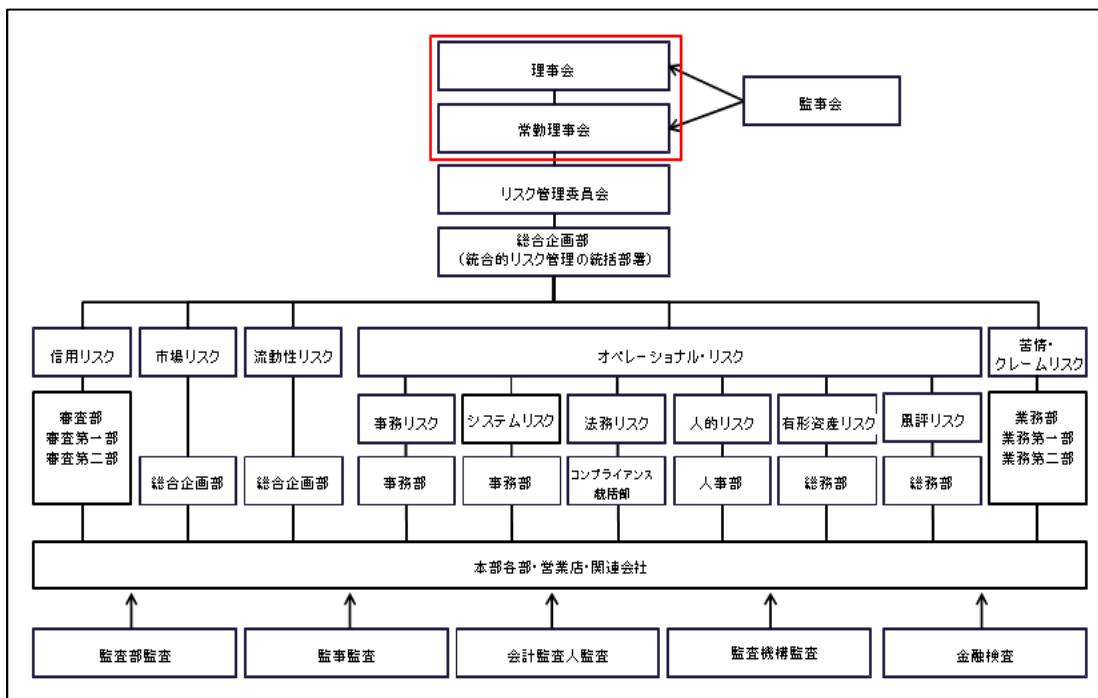 理事会
監事会
常勤理事会
リスク管理委員会
総合企画部
（統合的リスク管理の統括部署）
信用リスク
市場リスク
流動性リスク
オペレーショナル・リスク
苦情・
クレームリスク
審査部
審査第一部
審査第二部
事務リスク
システムリスク
法務リスク
人的リスク
有形資産リスク
風評リスク
業務部
業務第一部
業務第二部
総合企画部
総合企画部
事務部
事務部
コンプライアンス
統括部
人事部
総務部
総務部
本部各部・営業店・関連会社
監査部監査
監事監査
会計監査人監査
監査機構監査
金融検査